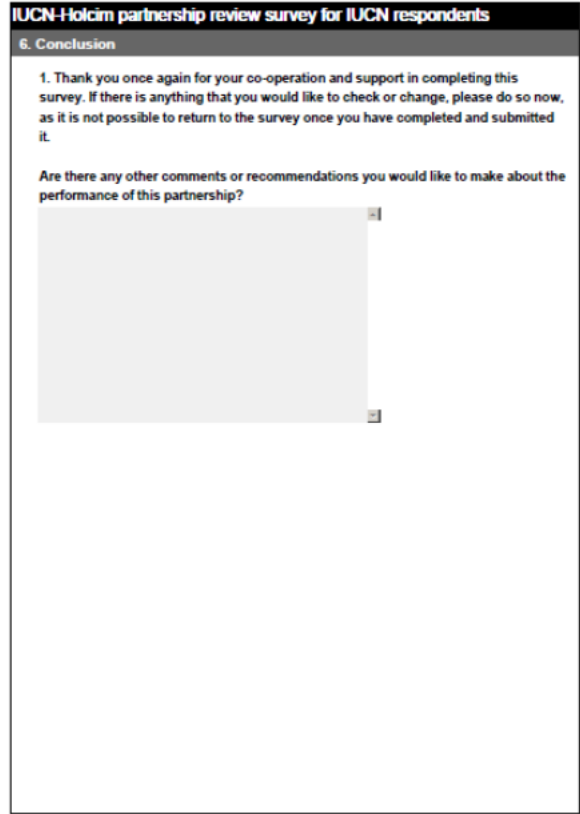 IUCN-Holcim partnership review survey for IUCN respondents
6. Conclusion
1. Thank you once again for your co-operation and support in completing this
survey. If there is anything that you would like to check or change, please do so now,
as it is not possible to return to the survey once you have completed and submitted
it.
Are there any other comments or recommendations you would like to make about the
performance of this partnership?